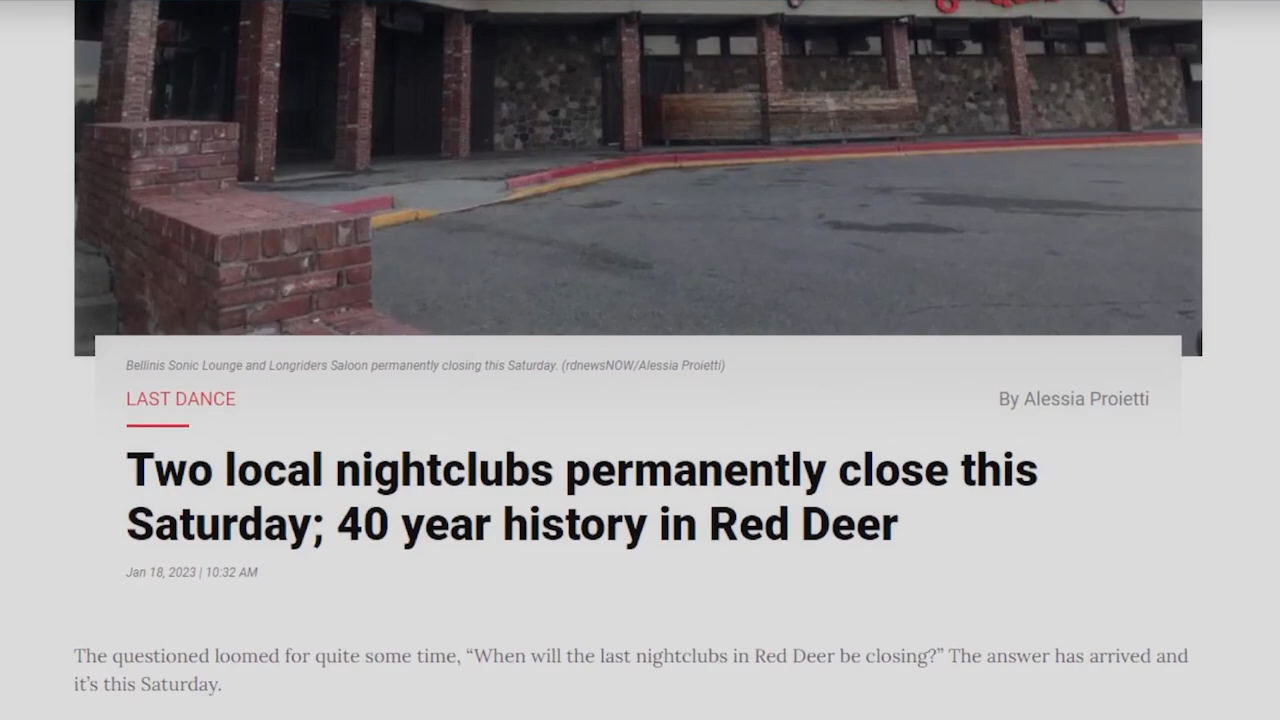 Bellinis Sonic Lounge and Longriders Saloon permanently closing this Saturday. (rdnewsNOW/Alessia Proietti)
LAST DANCE
By Alessia Proietti
Two local nightclubs permanently close this
Saturday; 40 year history in Red Deer
Jan 18, 2023 | 10:32 AM
The questioned loomed for quite some time, “When will the last nightclubs in Red Deer be closing?” The answer has arrived and
it’s this Saturday.